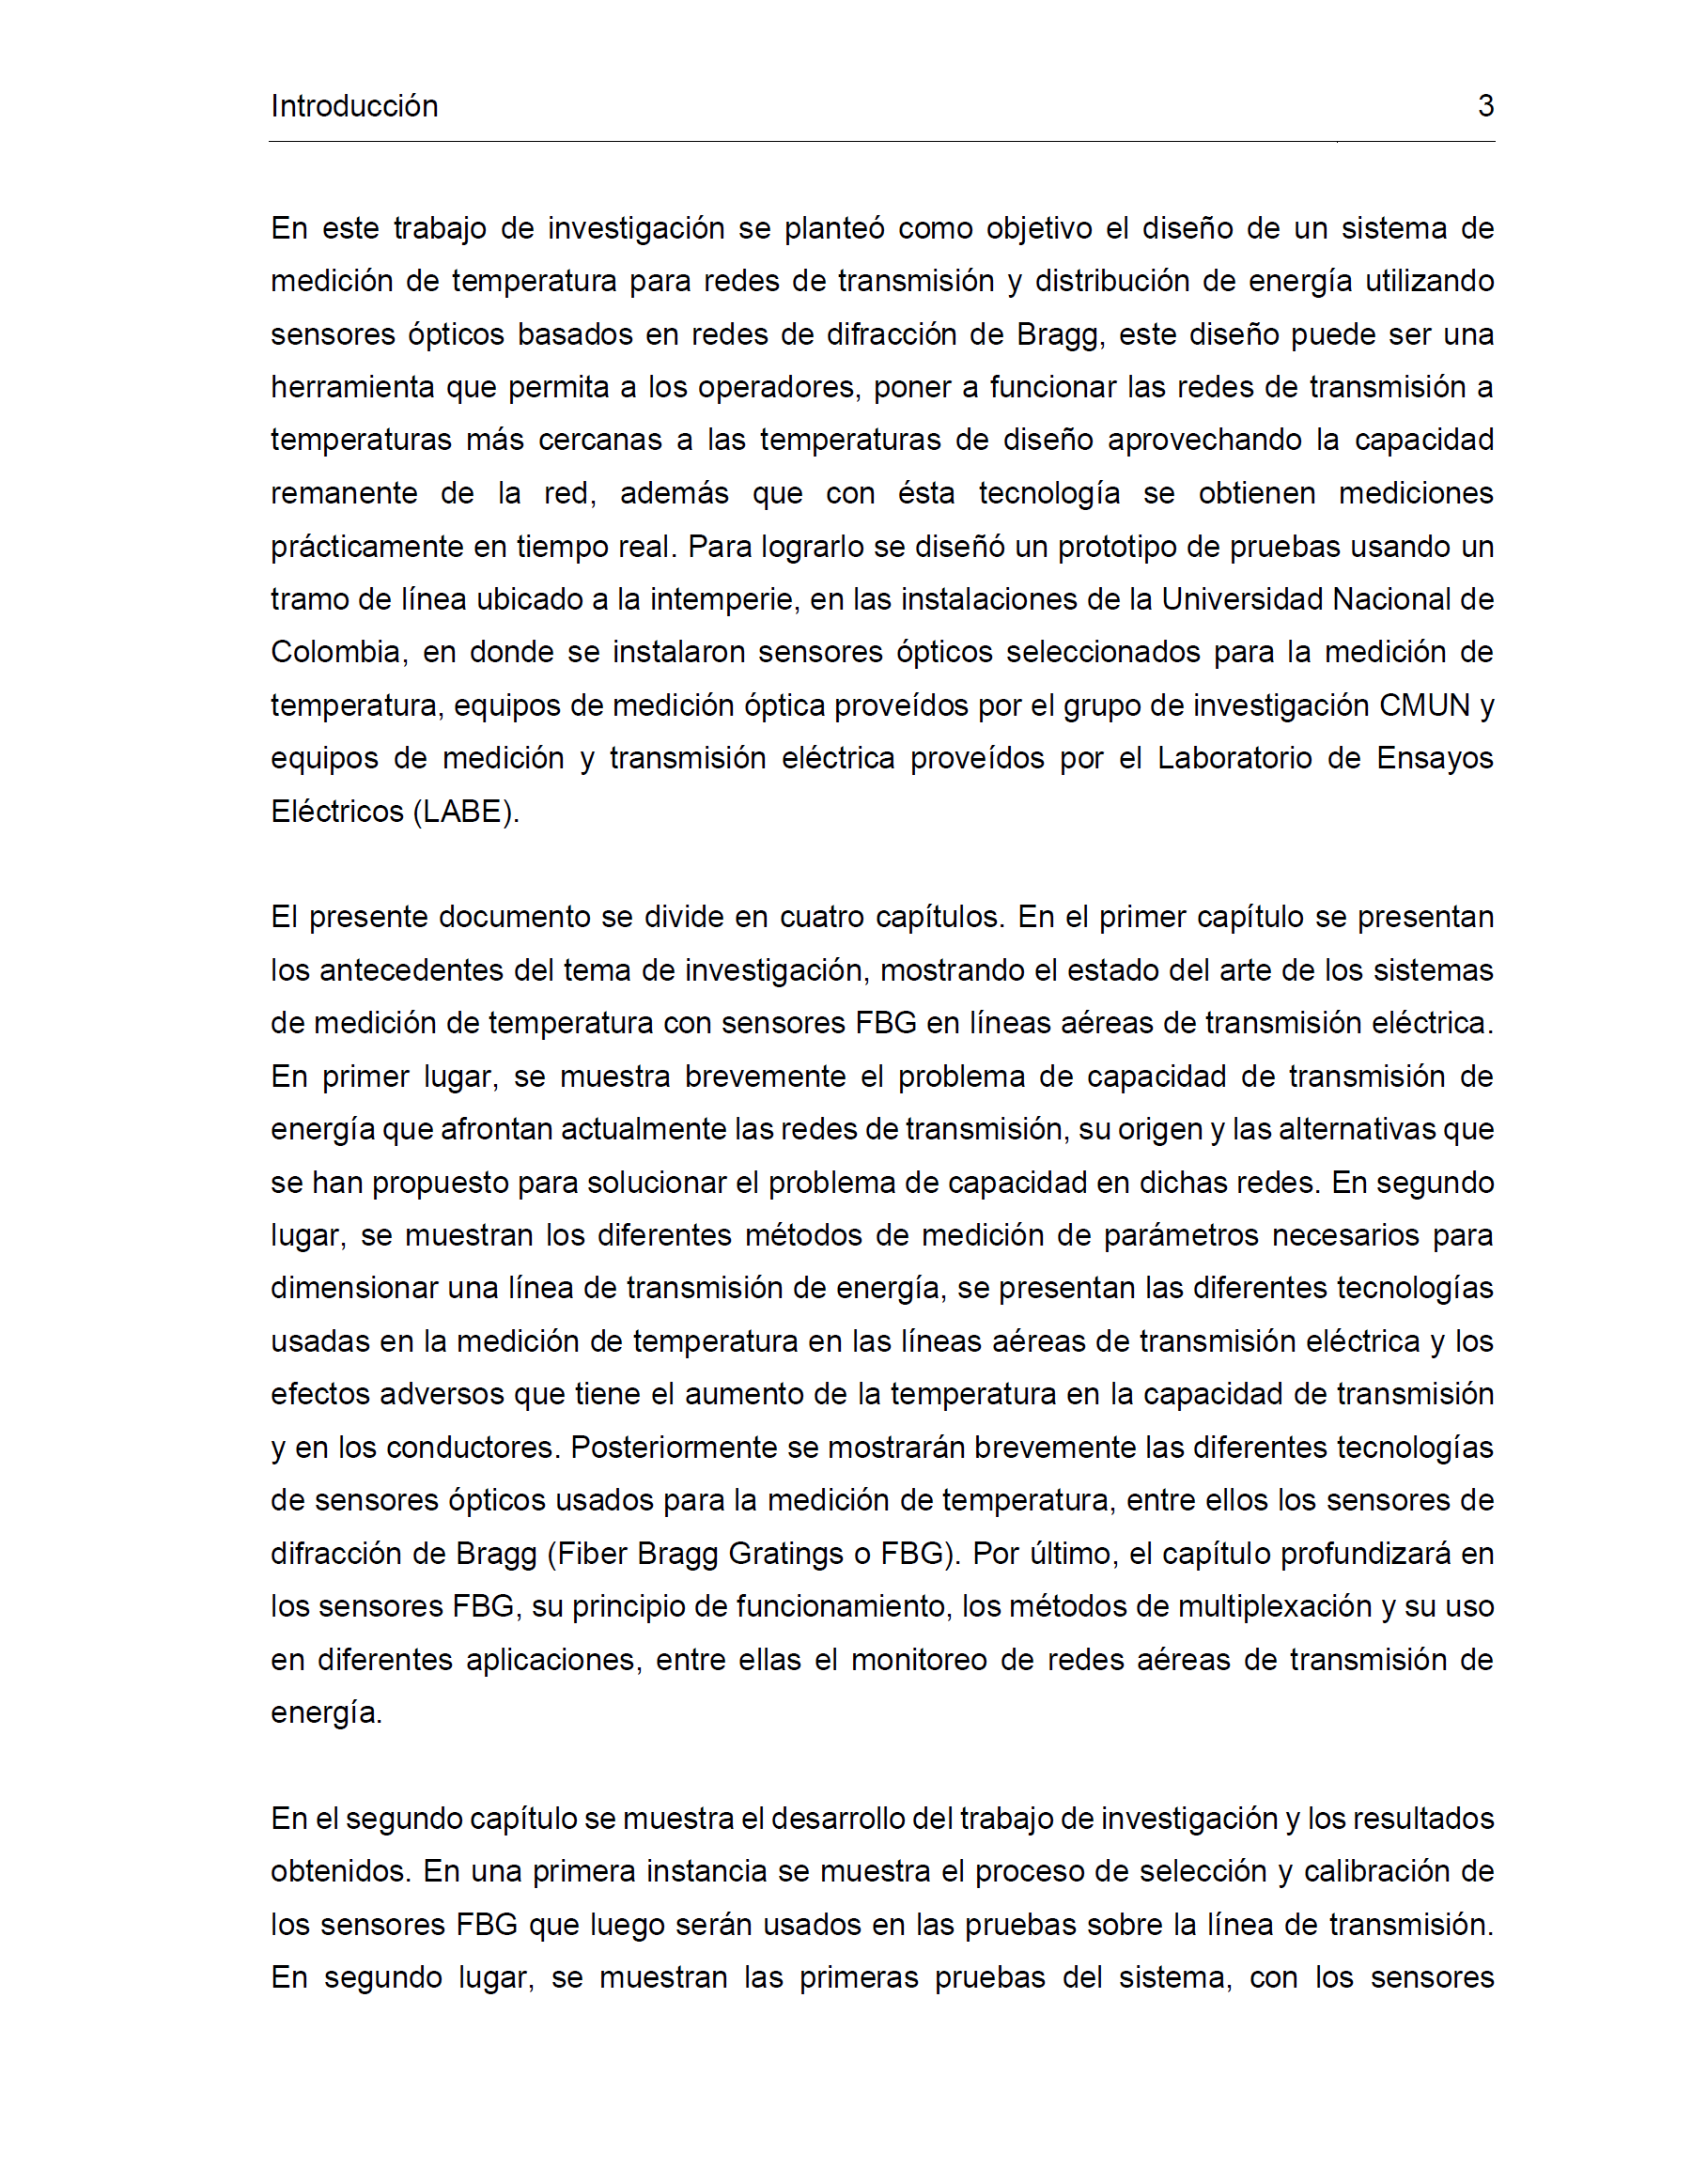 Introducción 3
En este trabajo de investigación se planteó como objetivo el diseño de un sistema de
medición de temperatura para redes de transmisión y distribución de energía utilizando
sensores ópticos basados en redes de difracción de Bragg, este diseño puede ser una
herramienta que permita a los operadores, poner a funcionar las redes de transmisión a
temperaturas más cercanas a las temperaturas de diseño aprovechando la capacidad
remanente de la red, además que con ésta tecnología se obtienen mediciones
prácticamente en tiempo real. Para lograrlo se diseñó un prototipo de pruebas usando un
tramo de línea ubicado a la intemperie, en las instalaciones de la Universidad Nacional de
Colombia, en donde se instalaron sensores ópticos seleccionados para la medición de
temperatura, equipos de medición óptica proveídos por el grupo de investigación CMUN y
equipos de medición y transmisión eléctrica proveídos por el Laboratorio de Ensayos
Eléctricos (LABE).
El presente documento se divide en cuatro capítulos. En el primer capítulo se presentan
los antecedentes del tema de investigación, mostrando el estado del arte de los sistemas
de medición de temperatura con sensores FBG en líneas aéreas de transmisión eléctrica.
En primer lugar, se muestra brevemente el problema de capacidad de transmisión de
energía que afrontan actualmente las redes de transmisión, su origen y las alternativas que
se han propuesto para solucionar el problema de capacidad en dichas redes. En segundo
lugar, se muestran los diferentes métodos de medición de parámetros necesarios para
dimensionar una línea de transmisión de energía, se presentan las diferentes tecnologías
usadas en la medición de temperatura en las líneas aéreas de transmisión eléctrica y los
efectos adversos que tiene el aumento de la temperatura en la capacidad de transmisión
y en los conductores. Posteriormente se mostrarán brevemente las diferentes tecnologías
de sensores ópticos usados para la medición de temperatura, entre ellos los sensores de
difracción de Bragg (Fiber Bragg Gratings o FBG). Por último, el capítulo profundizará en
los sensores FBG, su principio de funcionamiento, los métodos de multiplexación y su uso
en diferentes aplicaciones, entre ellas el monitoreo de redes aéreas de transmisión de
energía.
En el segundo capítulo se muestra el desarrollo del trabajo de investigación y los resultados
obtenidos. En una primera instancia se muestra el proceso de selección y calibración de
los sensores FBG que luego serán usados en las pruebas sobre la línea de transmisión.
En segundo lugar, se muestran las primeras pruebas del sistema, con los sensores